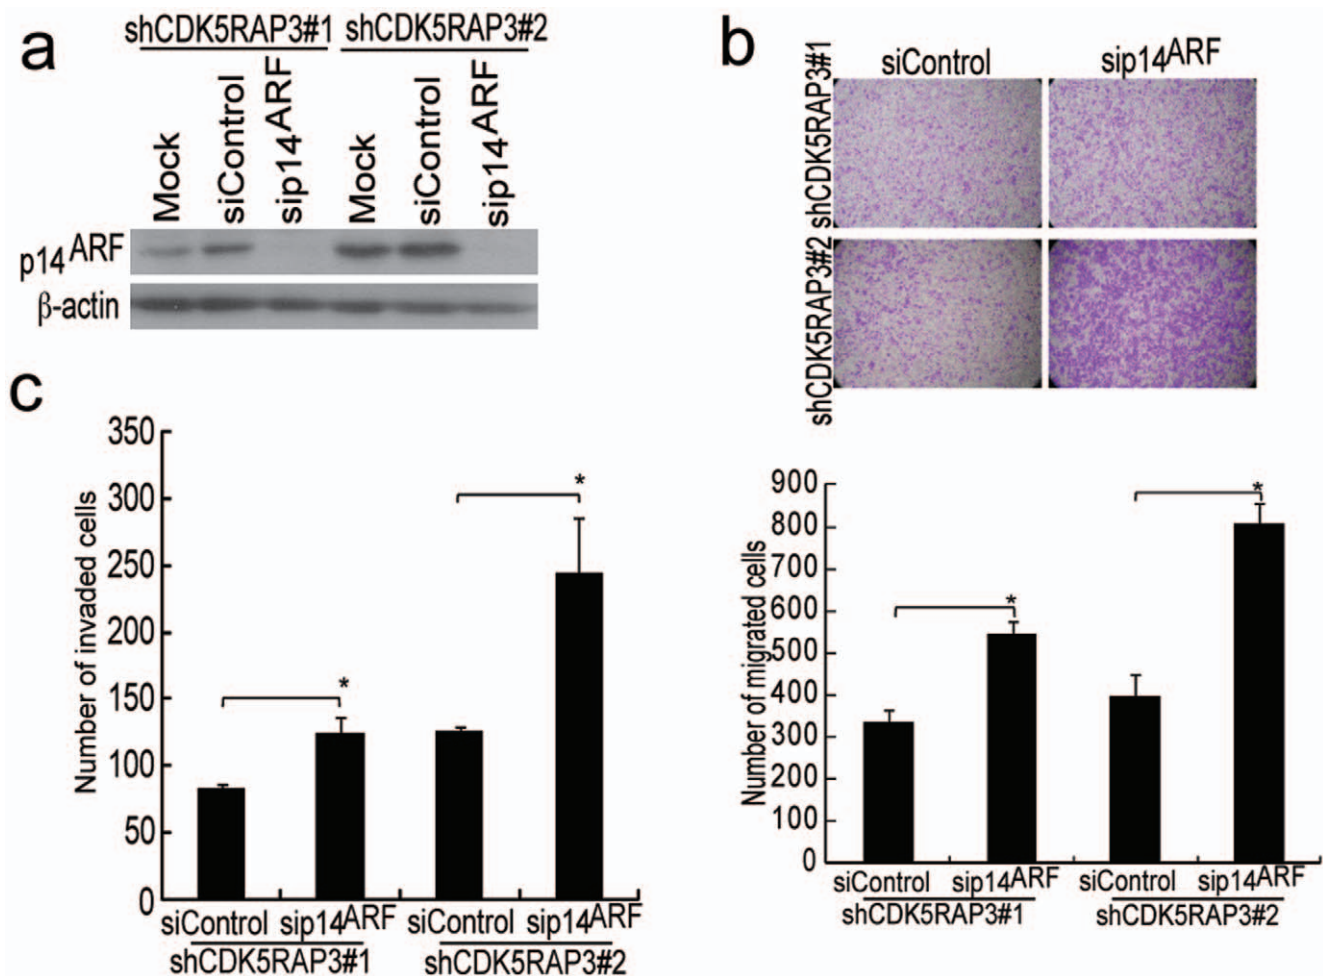 a
shCDK5RAP3#1 shCDK5RAP3#2
Mock siControl sip14ARF Mock siControl sip14ARF
p14ARF
β-actin
b
siControl sip14ARF
shCDK5RAP3#1
shCDK5RAP3#2
Number of migrated cells
900
800
700
600
500
400
300
200
100
0
* *
siControl sip14ARF siControl sip14ARF
shCDK5RAP3#1 shCDK5RAP3#2
c
Number of invaded cells
350
300
250
200
150
100
50
0
* *
siControl sip14ARF siControl sip14ARF
shCDK5RAP3#1 shCDK5RAP3#2